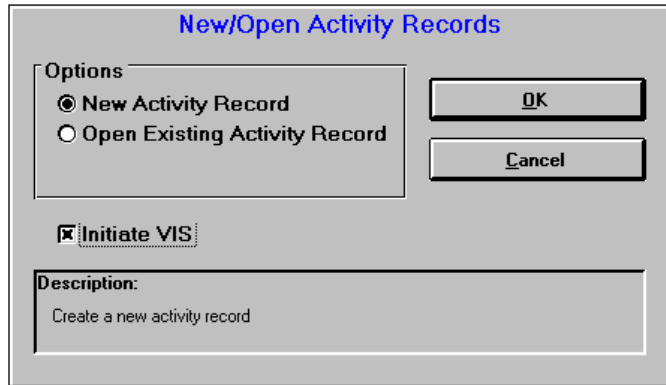 New/Open Activity Records
Options
New Activity Record
Open Existing Activity Record
OK
Cancel
Initiate VIS
Description:
Create a new activity record